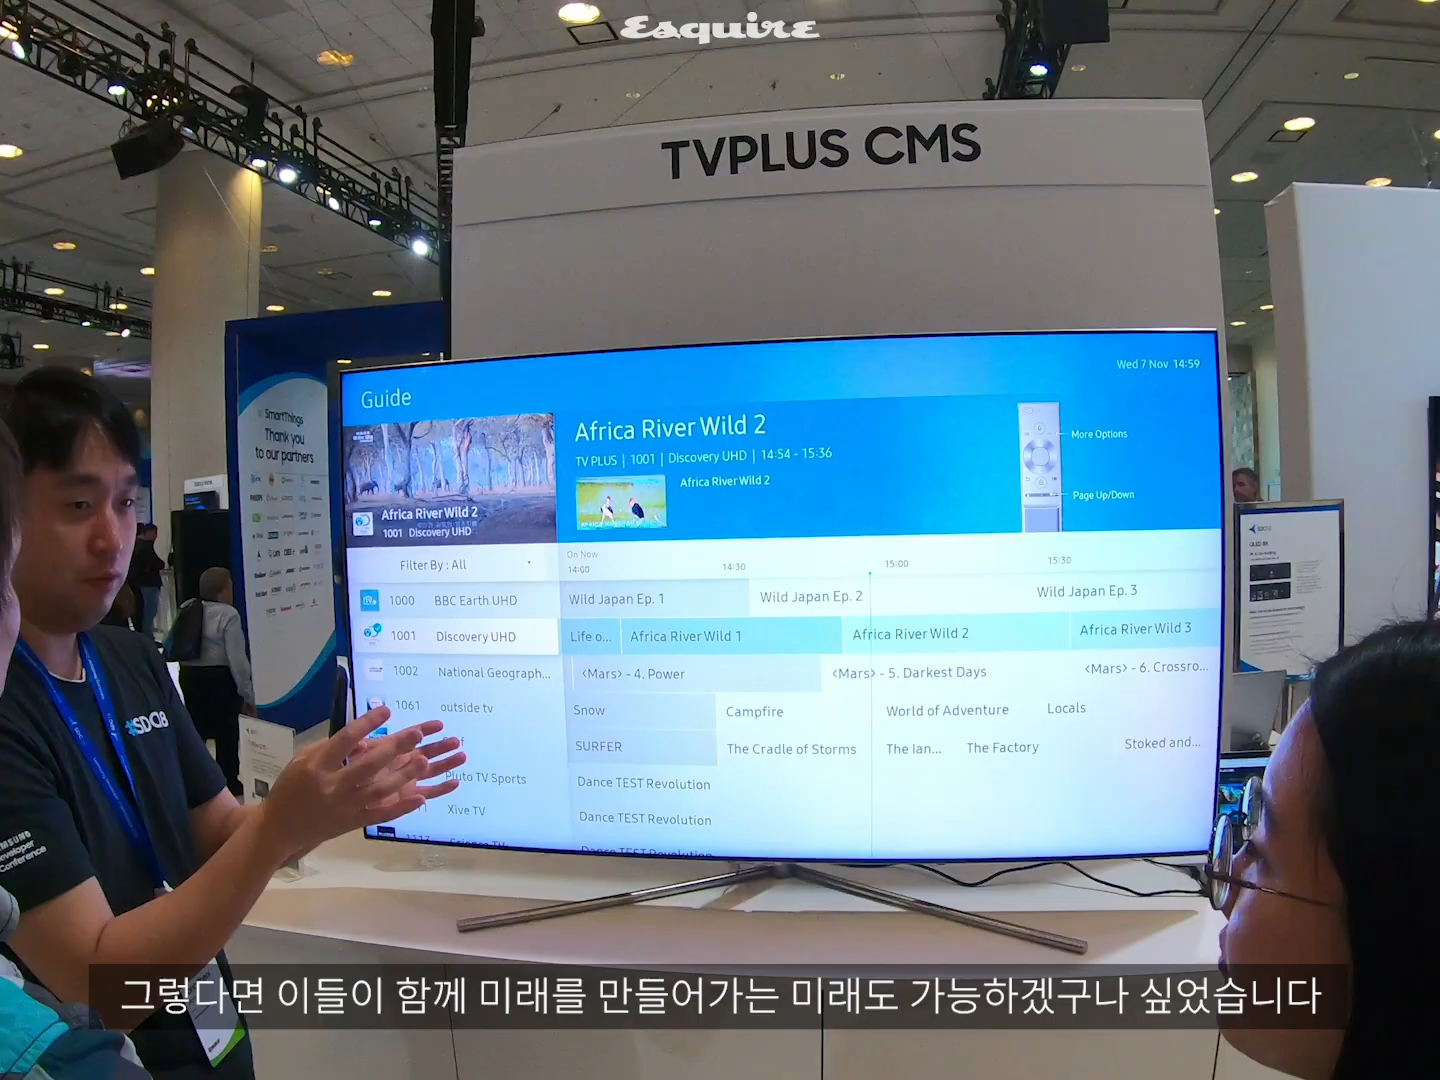 Esquire
TVPLUS CMS
SmartThings
Thank you
to our partners
Guide
Wed 7 Nov 14:59
Africa River Wild 2
TV PLUS | 1001 | Discovery UHD | 14:54 - 15:36
Africa River Wild 2
More Options
Page Up/Down
Africa River Wild 2
1001 Discovery UHD
Filter By : All
On Now
14:00 14:30 15:00 15:30
1000 BBC Earth UHD Wild Japan Ep. 1 Wild Japan Ep. 2 Wild Japan Ep. 3
1001 Discovery UHD Life o... Africa River Wild 1 Africa River Wild 2 Africa River Wild 3
1002 National Geograph... <Mars> - 4. Power <Mars> - 5. Darkest Days <Mars> - 6. Crossro...
1061 outside tv Snow Campfire World of Adventure Locals
SURFER The Cradle of Storms The Ian... The Factory Stoked and...
Pluto TV Sports Dance TEST Revolution
Xive TV Dance TEST Revolution
Science TV Dance TEST Revolution
SDC18
그렇다면 이들이 함께 미래를 만들어가는 미래도 가능하겠구나 싶었습니다